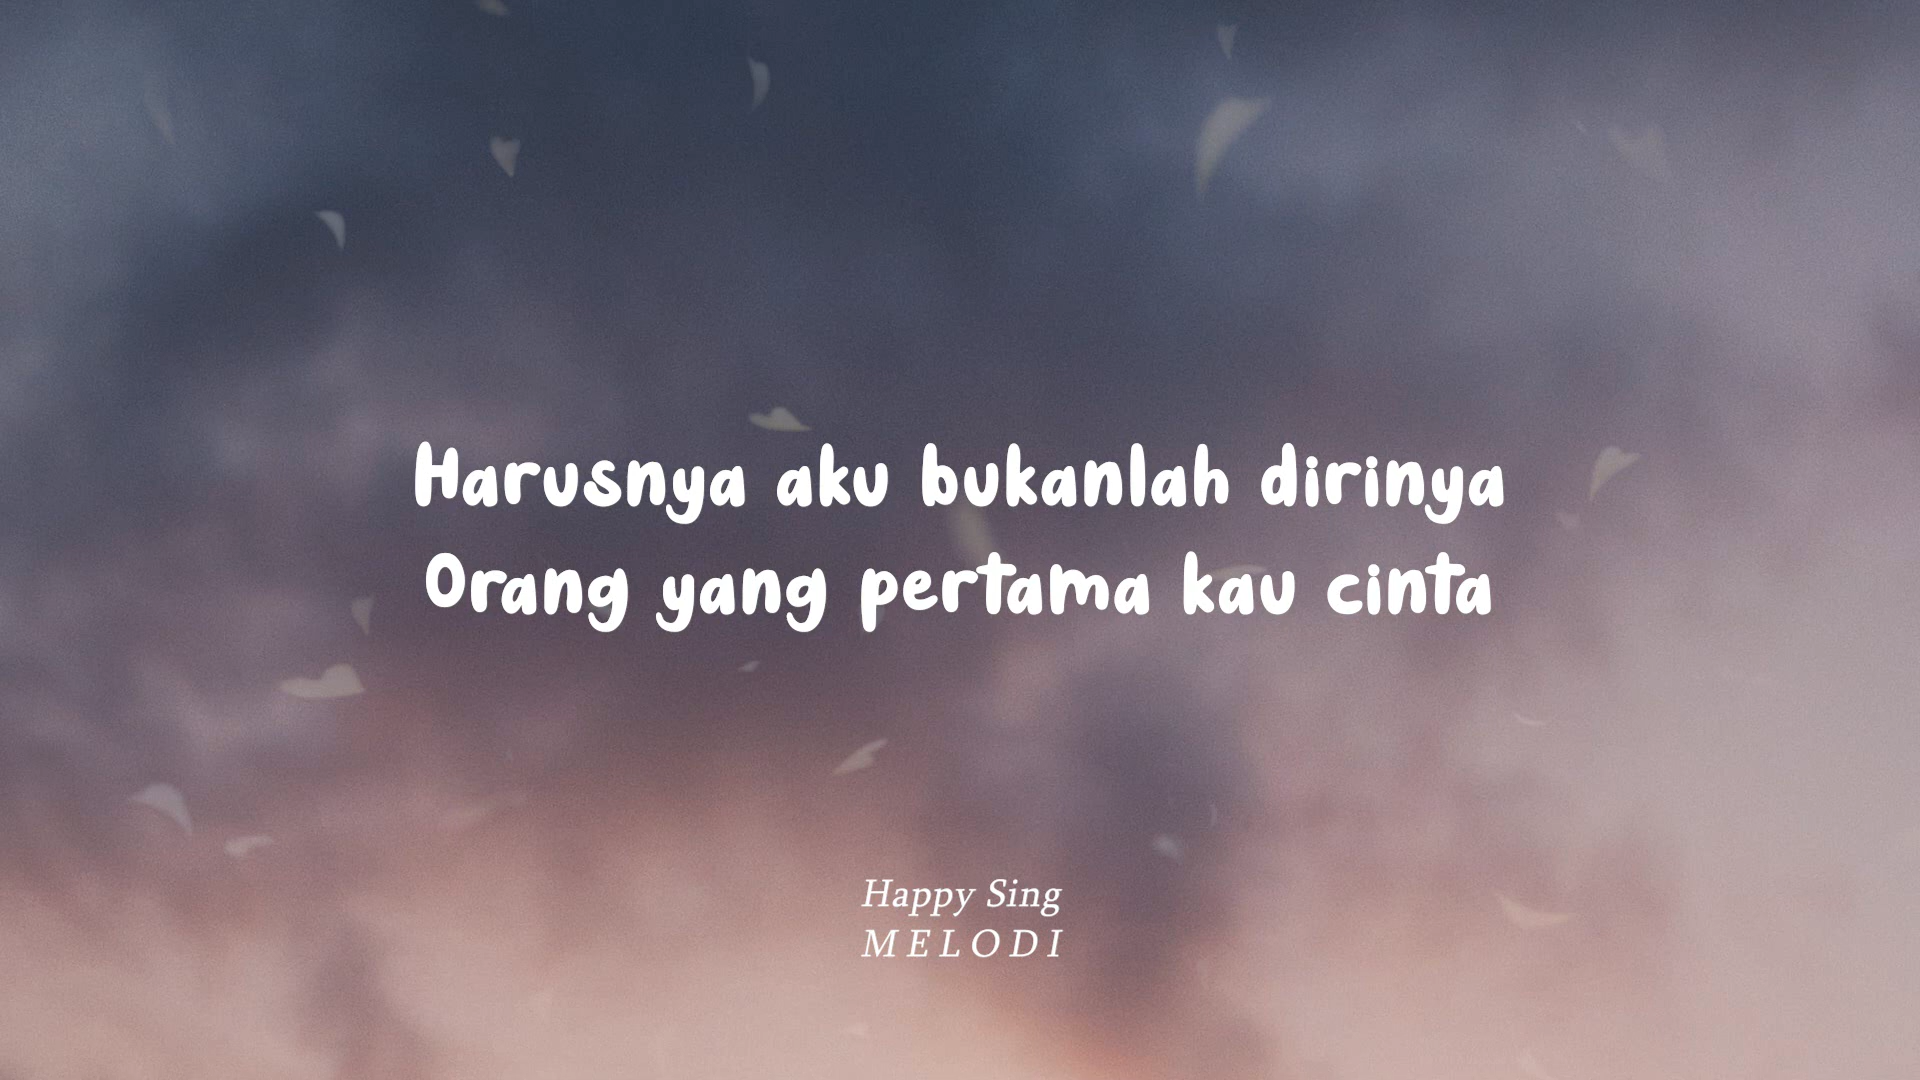 Harusnya aku bukanlah dirinya
Orang yang pertama kau cinta
Happy Sing
MELODI